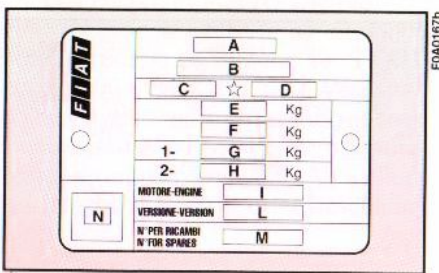 FIAT
A
B
C D
E Kg
F Kg
1- G Kg
2- H Kg
MOTORE-ENGINE I
VERSIONE-VERSION L
N° PER RICAMBI
N° FOR SPARES M
N
F0A0167b